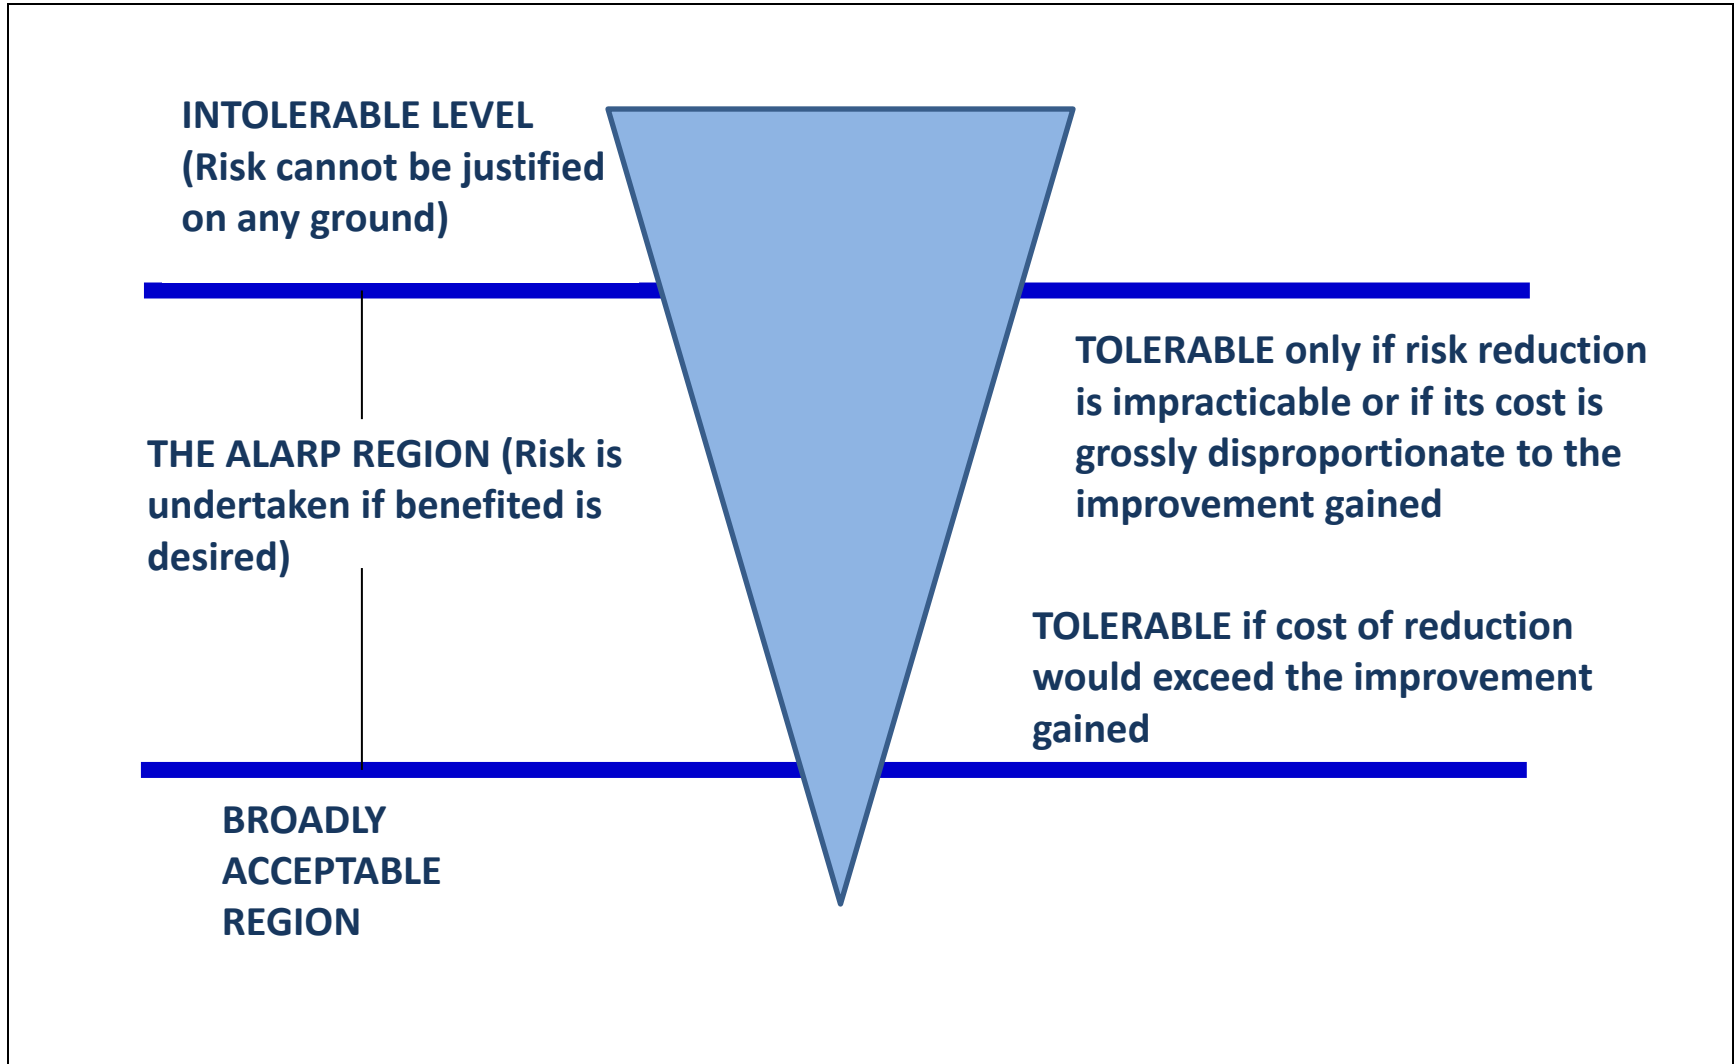 INTOLERABLE LEVEL
(Risk cannot be justified
on any ground)
TOLERABLE only if risk reduction
is impracticable or if its cost is
grossly disproportionate to the
improvement gained
THE ALARP REGION (Risk is
undertaken if benefited is
desired)
TOLERABLE if cost of reduction
would exceed the improvement
gained
BROADLY
ACCEPTABLE
REGION